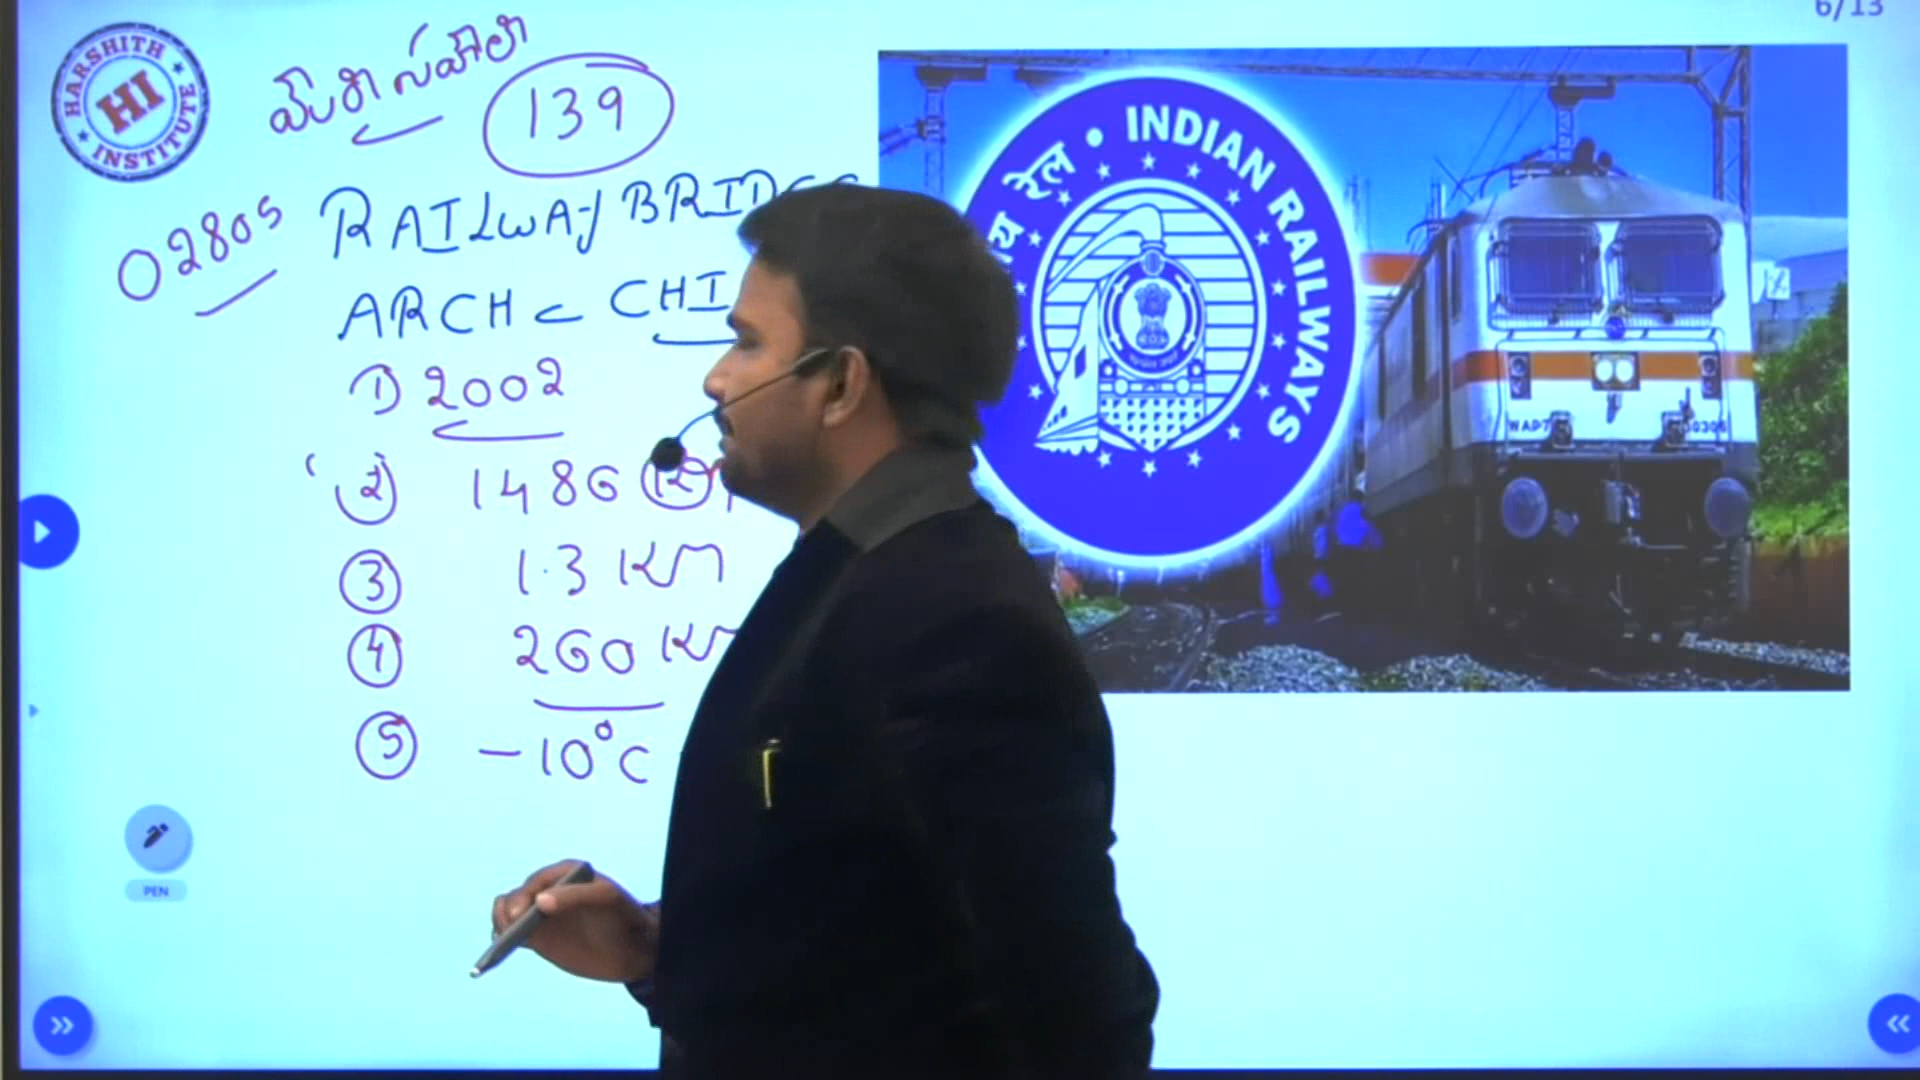 6/13
HARSHITH
HI
INSTITUTE
139
02805
RAILWAY
ARCH - CHI
1) 2002
2) 1486
3 1.3 KM
4 260 KM
5 -10°C
PEN
रेल • INDIAN RAILWAYS
WAP7